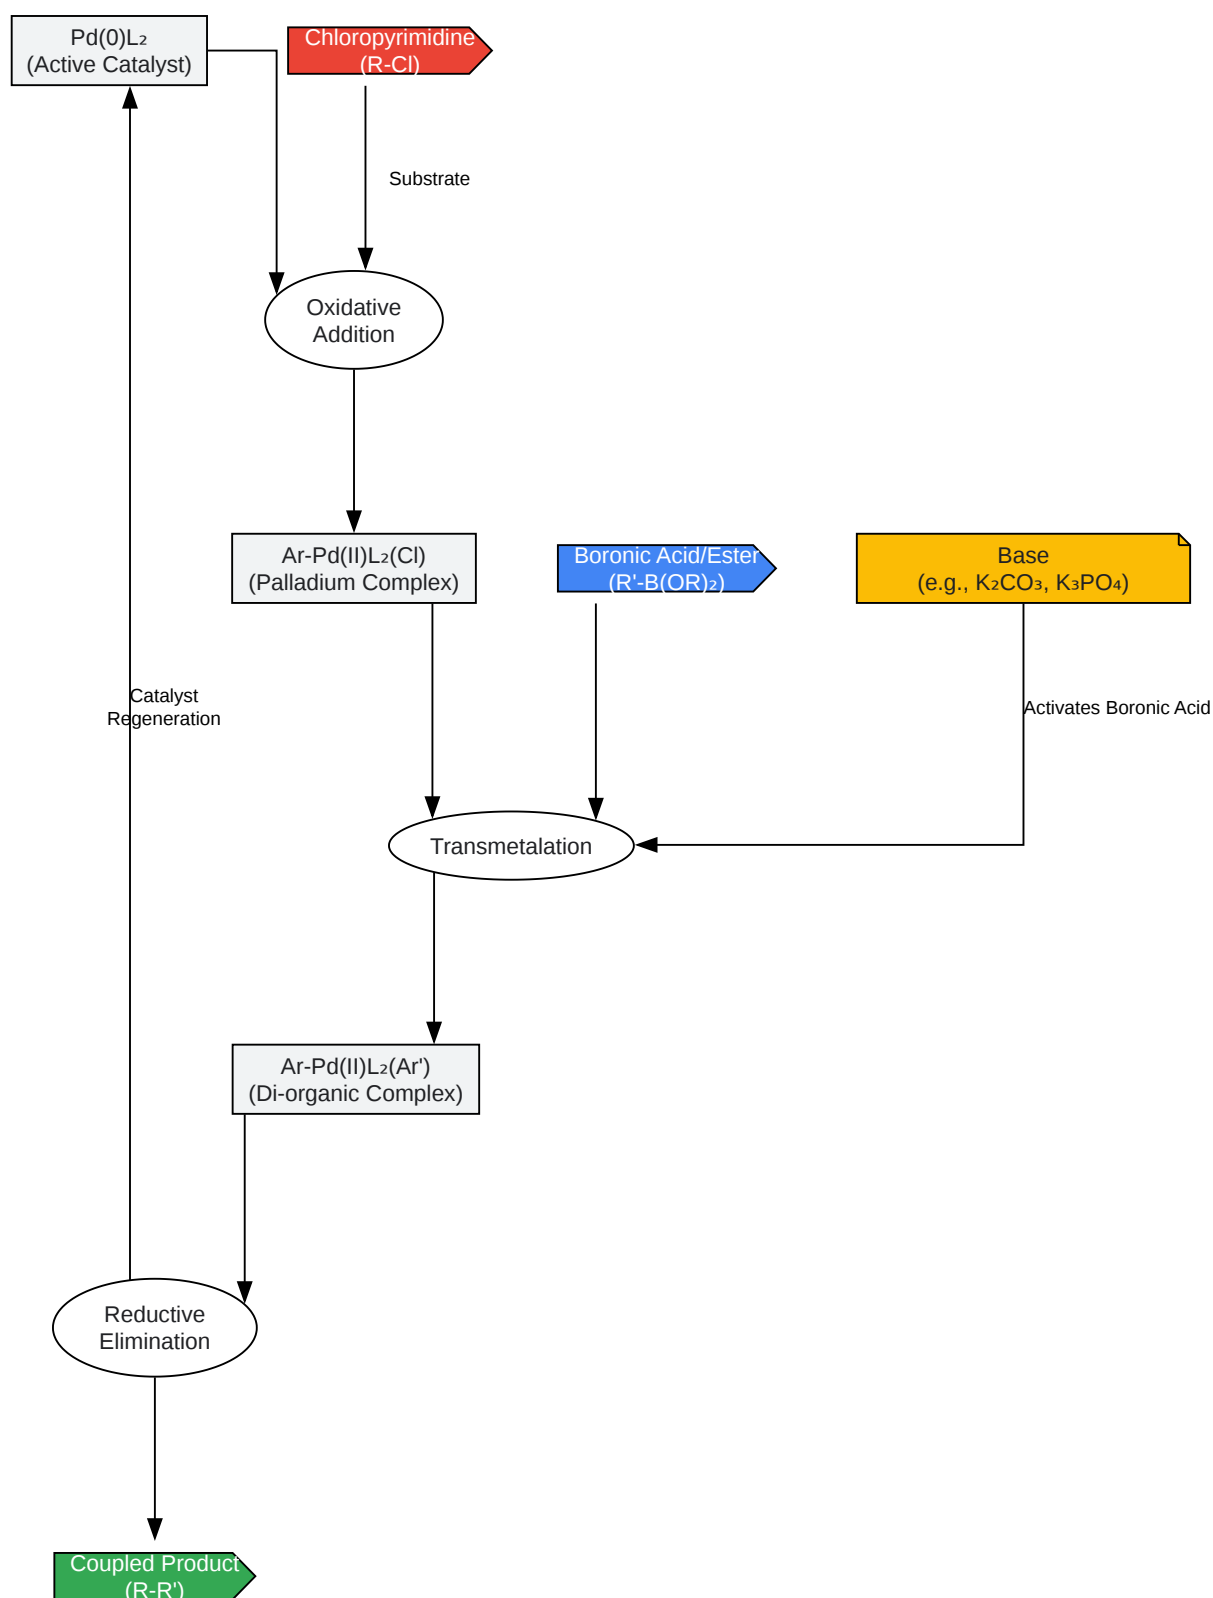 Pd(0)L₂
(Active Catalyst)
Chloropyrimidine
(R-Cl)
Substrate
Oxidative
Addition
Ar-Pd(II)L₂(Cl)
(Palladium Complex)
Boronic Acid/Ester
(R'-B(OR)₂)
Base
(e.g., K₂CO₃, K₃PO₄)
Catalyst
Regeneration
Activates Boronic Acid
Transmetalation
Ar-Pd(II)L₂(Ar')
(Di-organic Complex)
Reductive
Elimination
Coupled Product
(R-R')